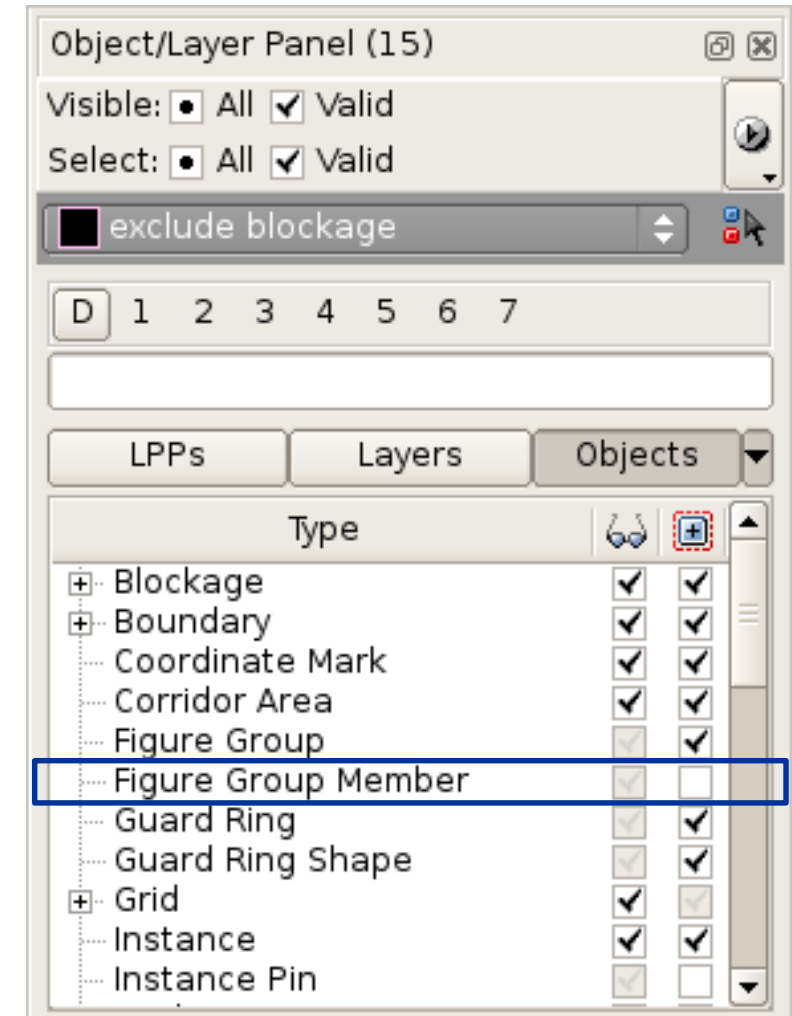 Object/Layer Panel (15)
Visible: All Valid
Select: All Valid
exclude blockage
D 1 2 3 4 5 6 7
LPPs Layers Objects
Type
Blockage
Boundary
Coordinate Mark
Corridor Area
Figure Group
Figure Group Member
Guard Ring
Guard Ring Shape
Grid
Instance
Instance Pin